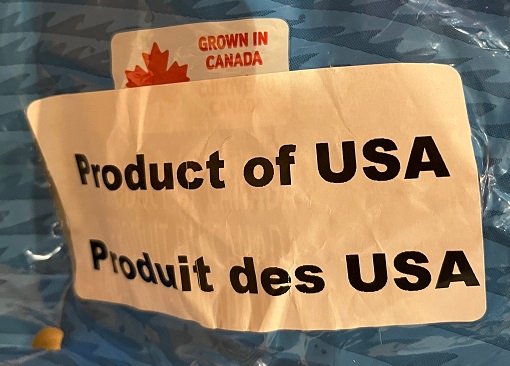 GROWN IN
CANADA
Product of USA
Produit des USA